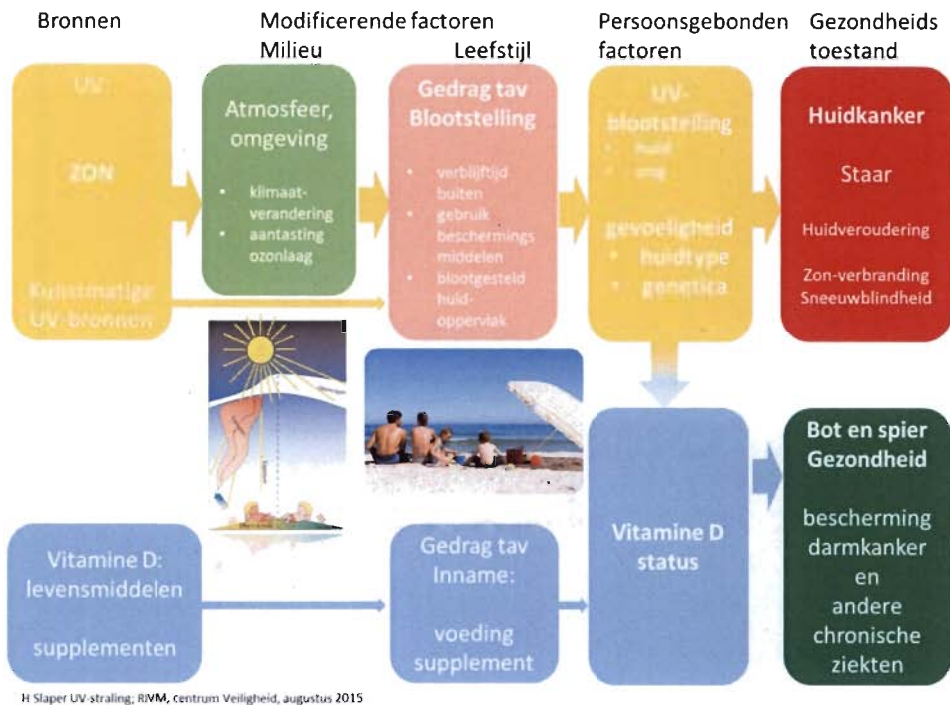 Bronnen
Modificerende factoren
Milieu
Leefstijl
Persoonsgebonden
factoren
Gezondheids
toestand
UV:
ZON
Kunstmatige
UV-bronnen
Atmosfeer,
omgeving
• klimaat-
verandering
• aantasting
ozonlaag
Gedrag tav
Blootstelling
• verblijftijd
buiten
• gebruik
beschermings
middelen
• blootgesteld
huid-
oppervlak
UV-
blootstelling
• huid
• oog
gevoeligheid
• huidtype
• genetica
Huidkanker
Staar
Huidveroudering
Zon-verbranding
Sneeuwblindheid
Vitamine D:
levensmiddelen
supplementen
Gedrag tav
Inname:
voeding
supplement
Vitamine D
status
Bot en spier
Gezondheid
bescherming
darmkanker
en
andere
chronische
ziekten
H Slaper UV-straling; RIVM, centrum Veiligheid, augustus 2015